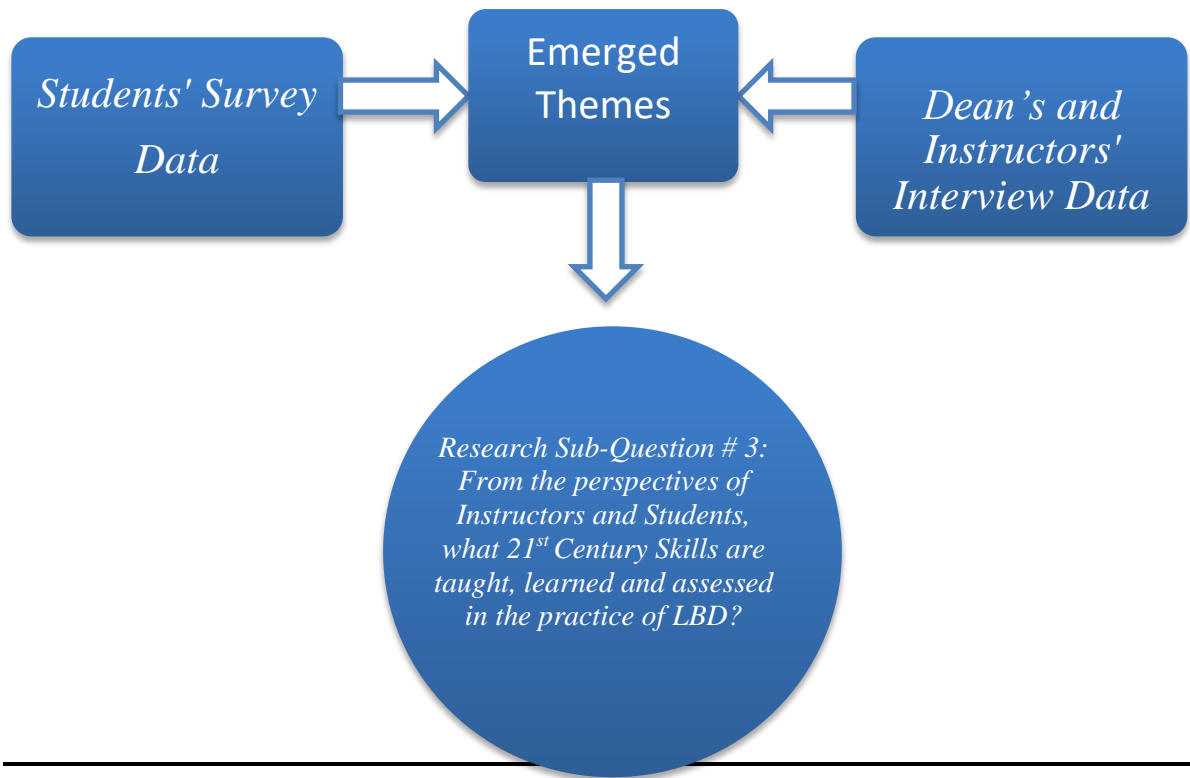 Students' Survey
Data
Emerged
Themes
Dean’s and
Instructors'
Interview Data
Research Sub-Question # 3:
From the perspectives of
Instructors and Students,
what 21st Century Skills are
taught, learned and assessed
in the practice of LBD?